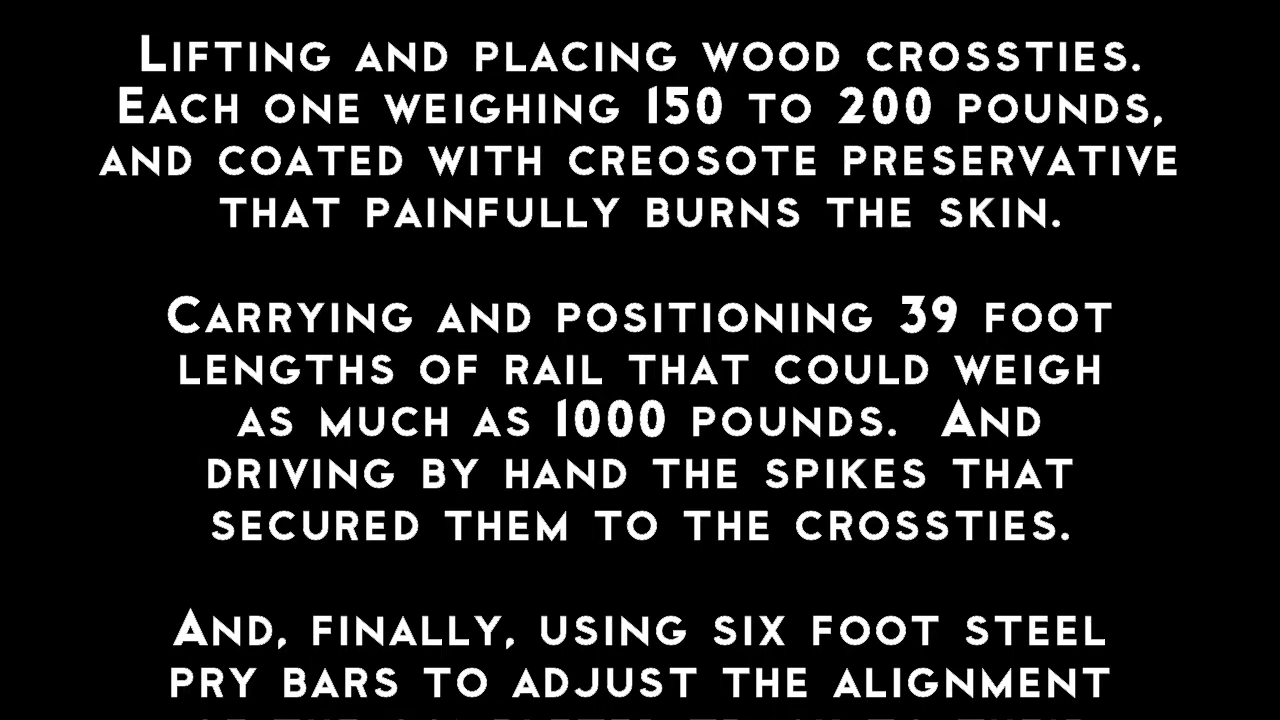 Lifting and placing wood crossties.
Each one weighing 150 to 200 pounds,
and coated with creosote preservative
that painfully burns the skin.
Carrying and positioning 39 foot
lengths of rail that could weigh
as much as 1000 pounds. And
driving by hand the spikes that
secured them to the crossties.
And, finally, using six foot steel
pry bars to adjust the alignment